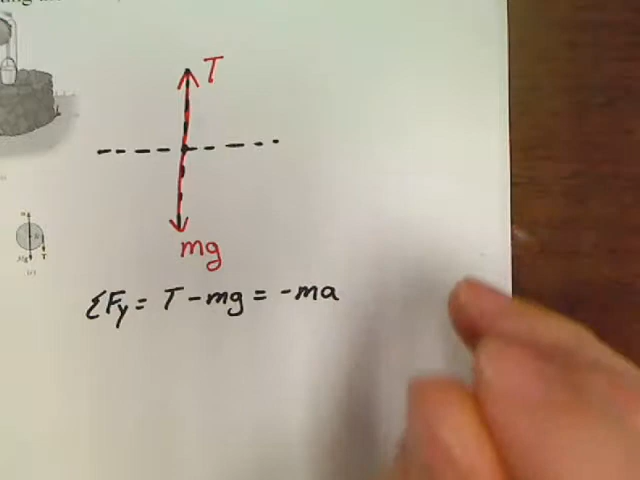 T
mg
ΣFy = T - mg = -ma